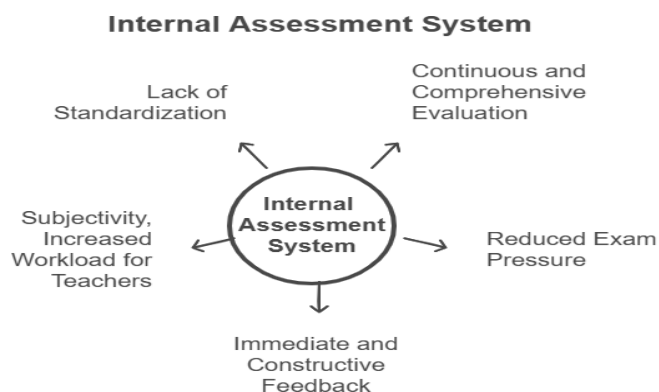 Internal Assessment System
Lack of
Standardization
Continuous and
Comprehensive
Evaluation
Internal
Assessment
System
Subjectivity,
Increased
Workload for
Teachers
Reduced Exam
Pressure
Immediate and
Constructive
Feedback